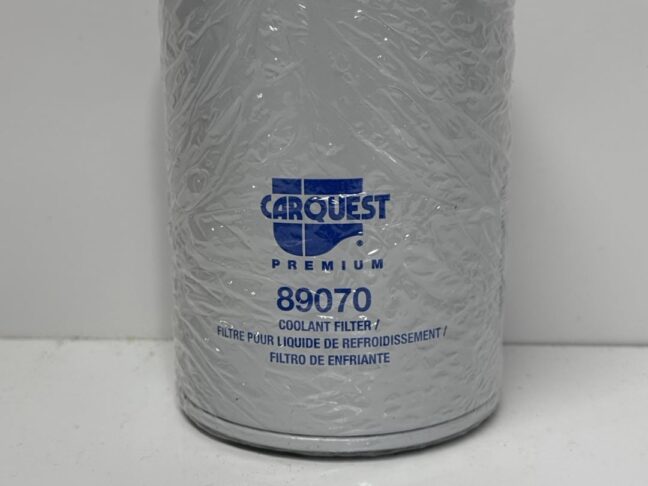 CARQUEST
®
PREMIUM
89070
COOLANT FILTER /
FILTRE POUR LIQUIDE DE REFROIDISSEMENT /
FILTRO DE ENFRIANTE